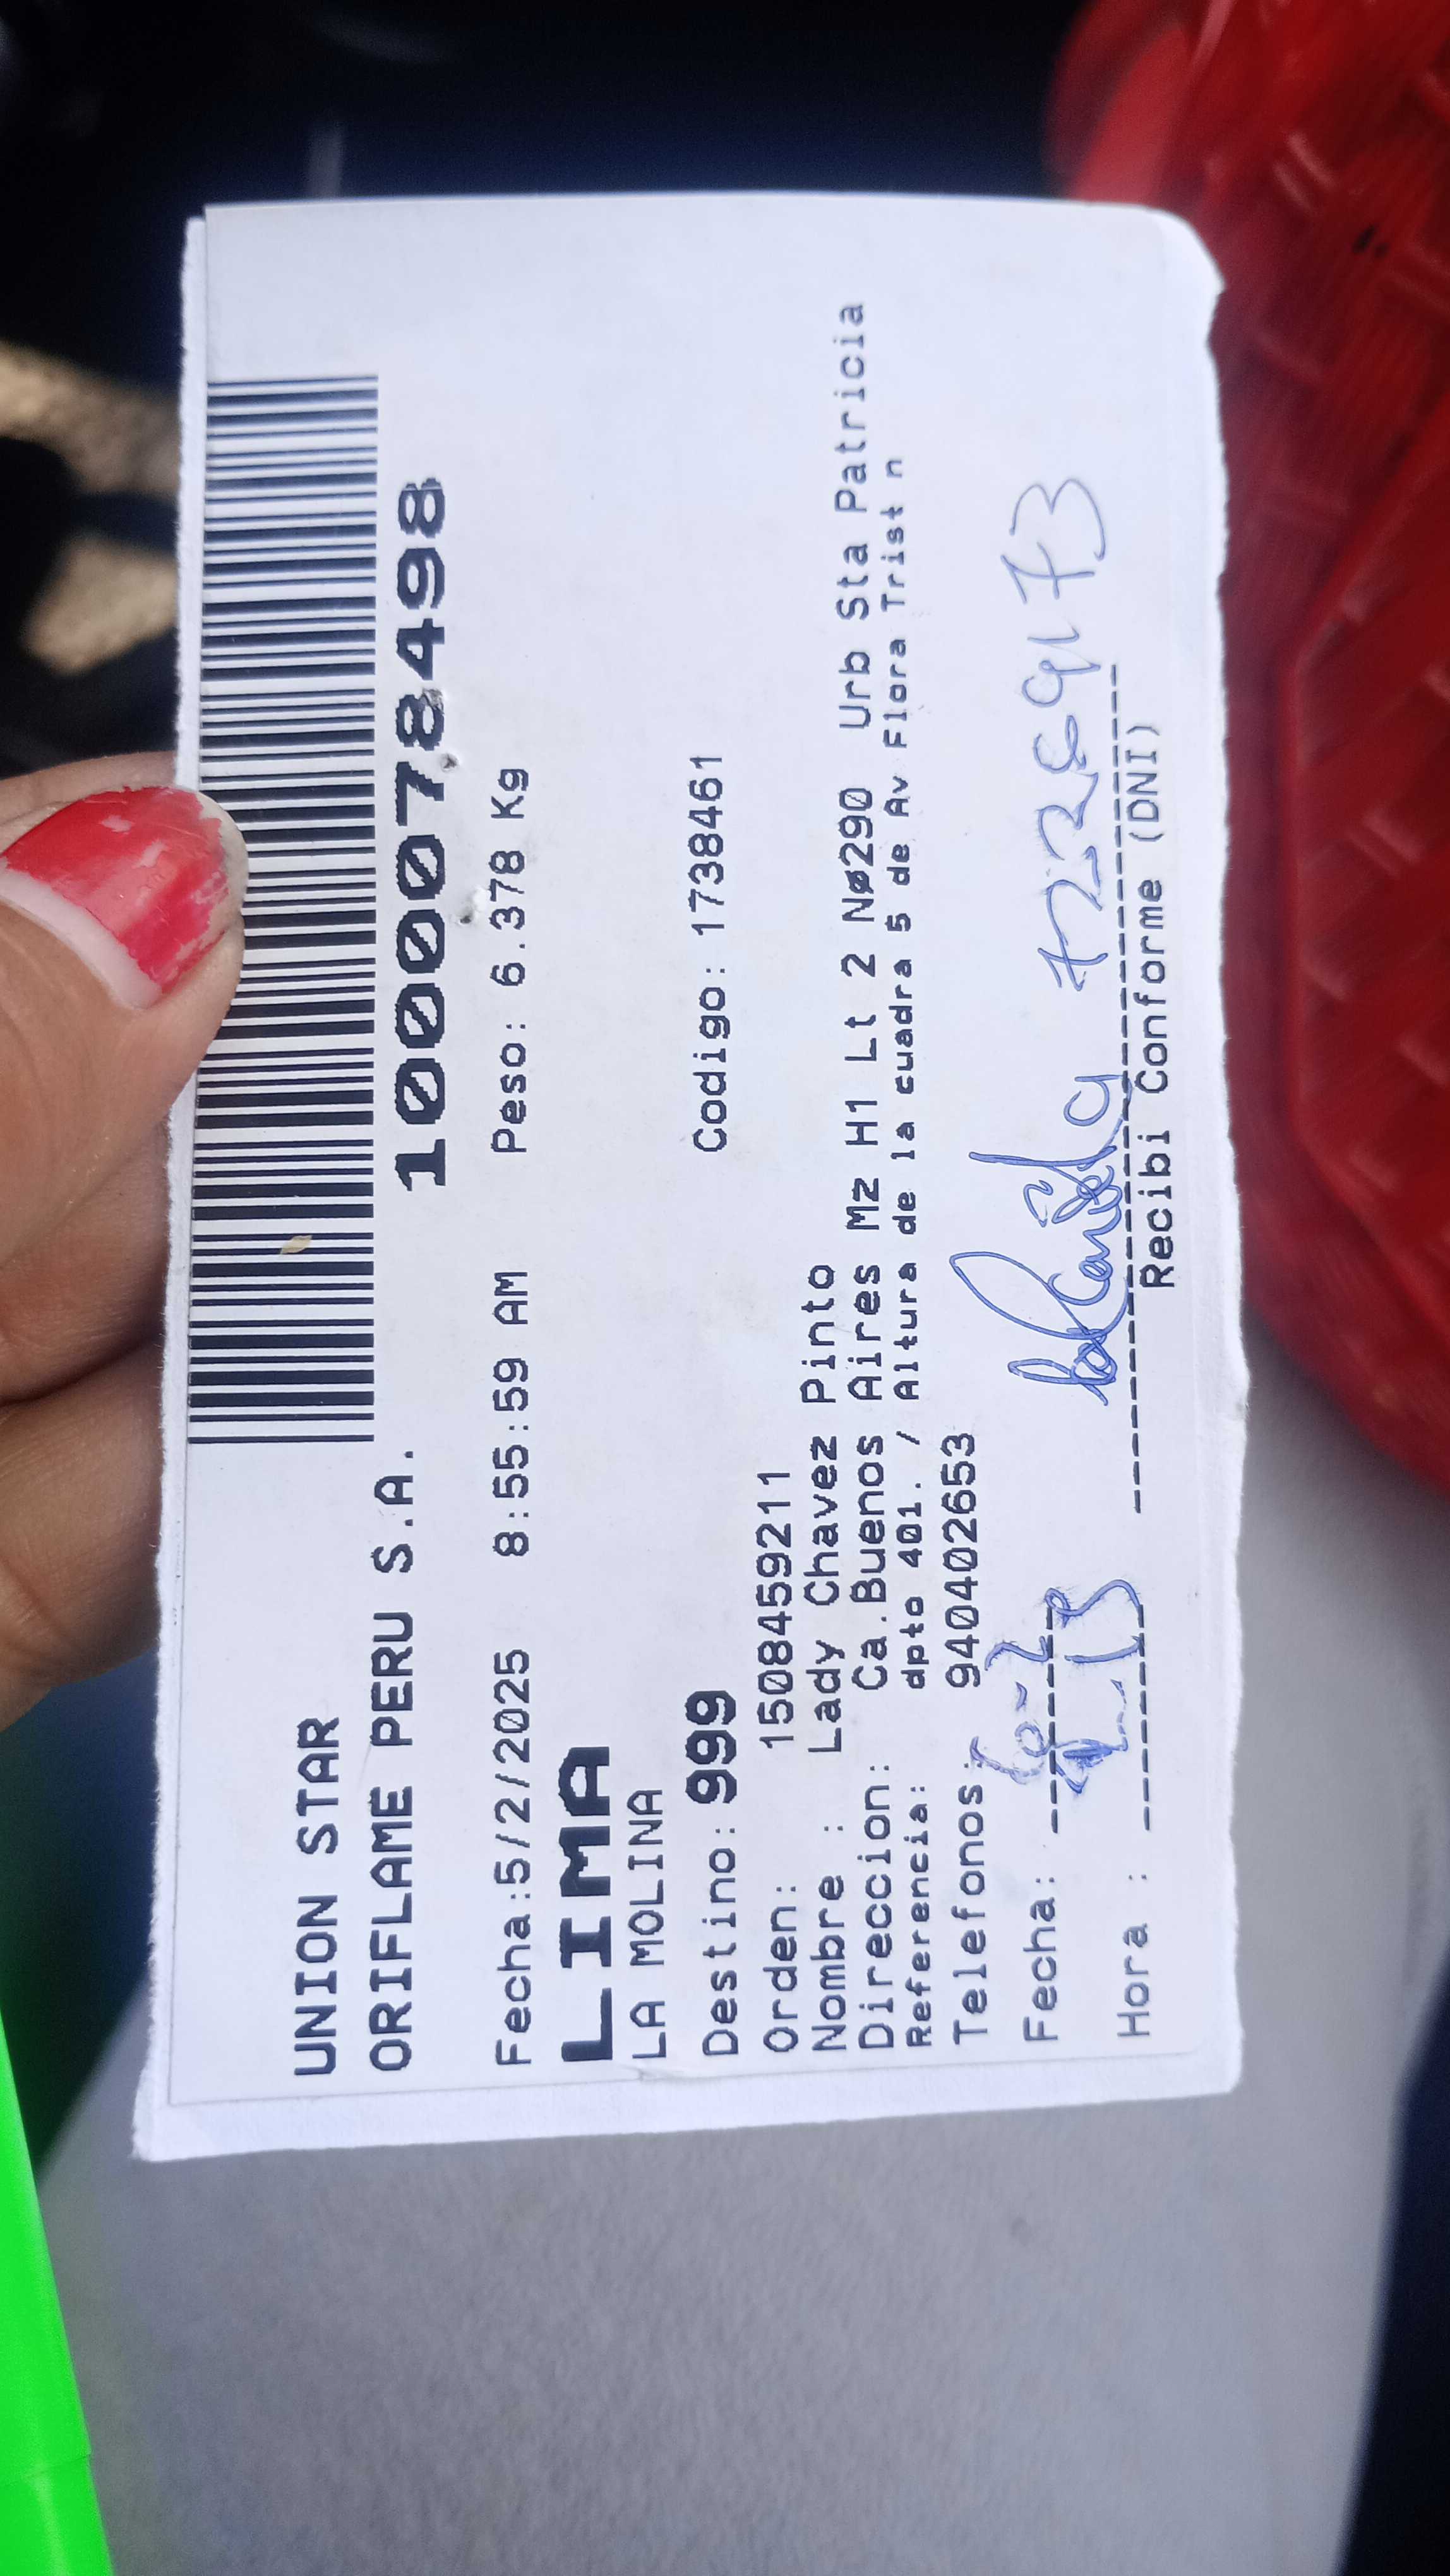 UNION STAR
ORIFLAME PERU S.A. 1000078498
Fecha:5/2/2025 8:55:59 AM Peso: 6.378 Kg
LIMA
LA MOLINA
Destino: 999 Codigo: 1738461
Orden: 1508459211
Nombre : Lady Chavez Pinto
Direccion: Ca.Buenos Aires Mz H1 Lt 2 Nø290 Urb Sta Patricia
Referencia: dpto 401. / Altura de la cuadra 5 de Av Flora Trist n
Telefonos: 940402653
Fecha:
Hora :
Recibi Conforme (DNI)